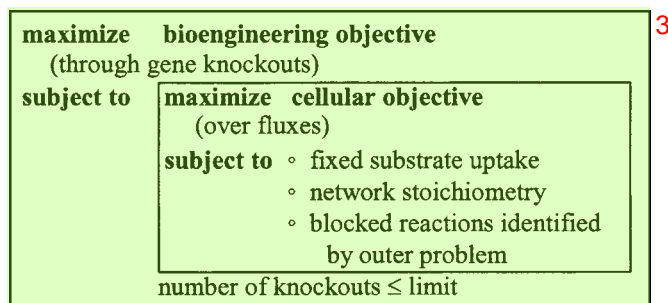 maximize bioengineering objective
(through gene knockouts)
subject to maximize cellular objective
(over fluxes)
subject to ∘ fixed substrate uptake
∘ network stoichiometry
∘ blocked reactions identified
by outer problem
number of knockouts ≤ limit
3